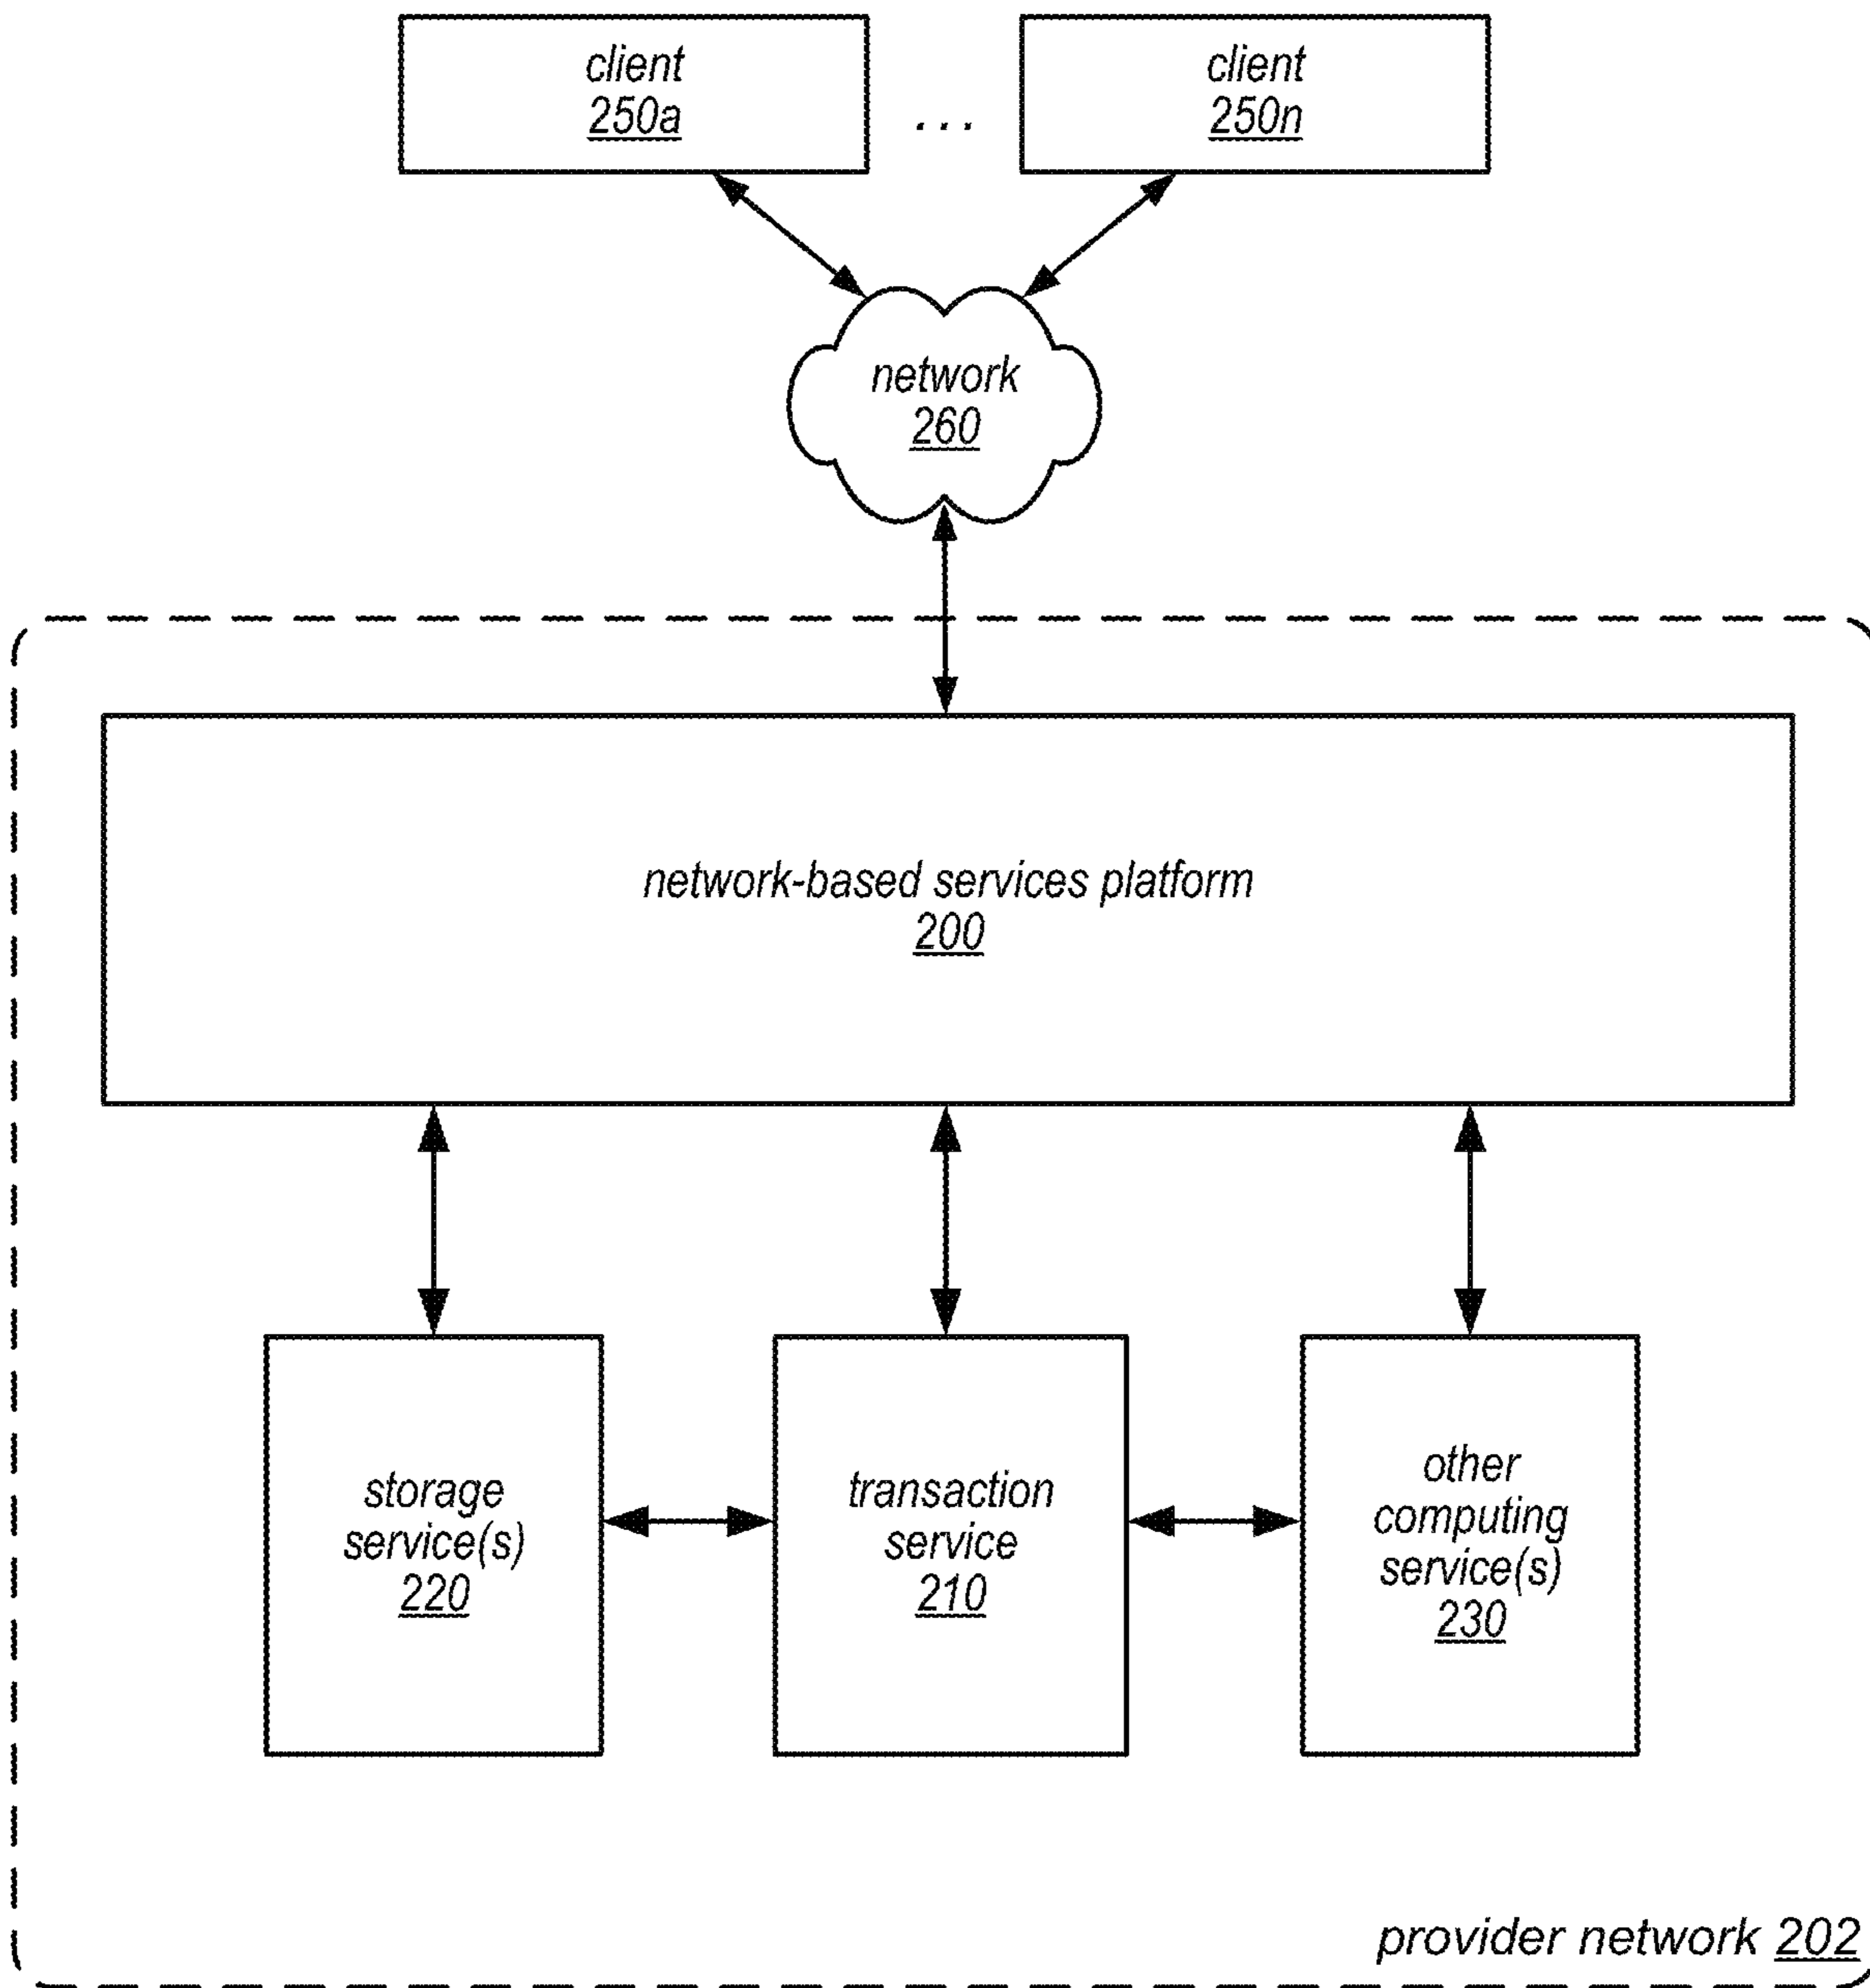 client
250a
. . .
client
250n
network
260
network-based services platform
200
storage
service(s)
220
transaction
service
210
other
computing
service(s)
230
provider network 202